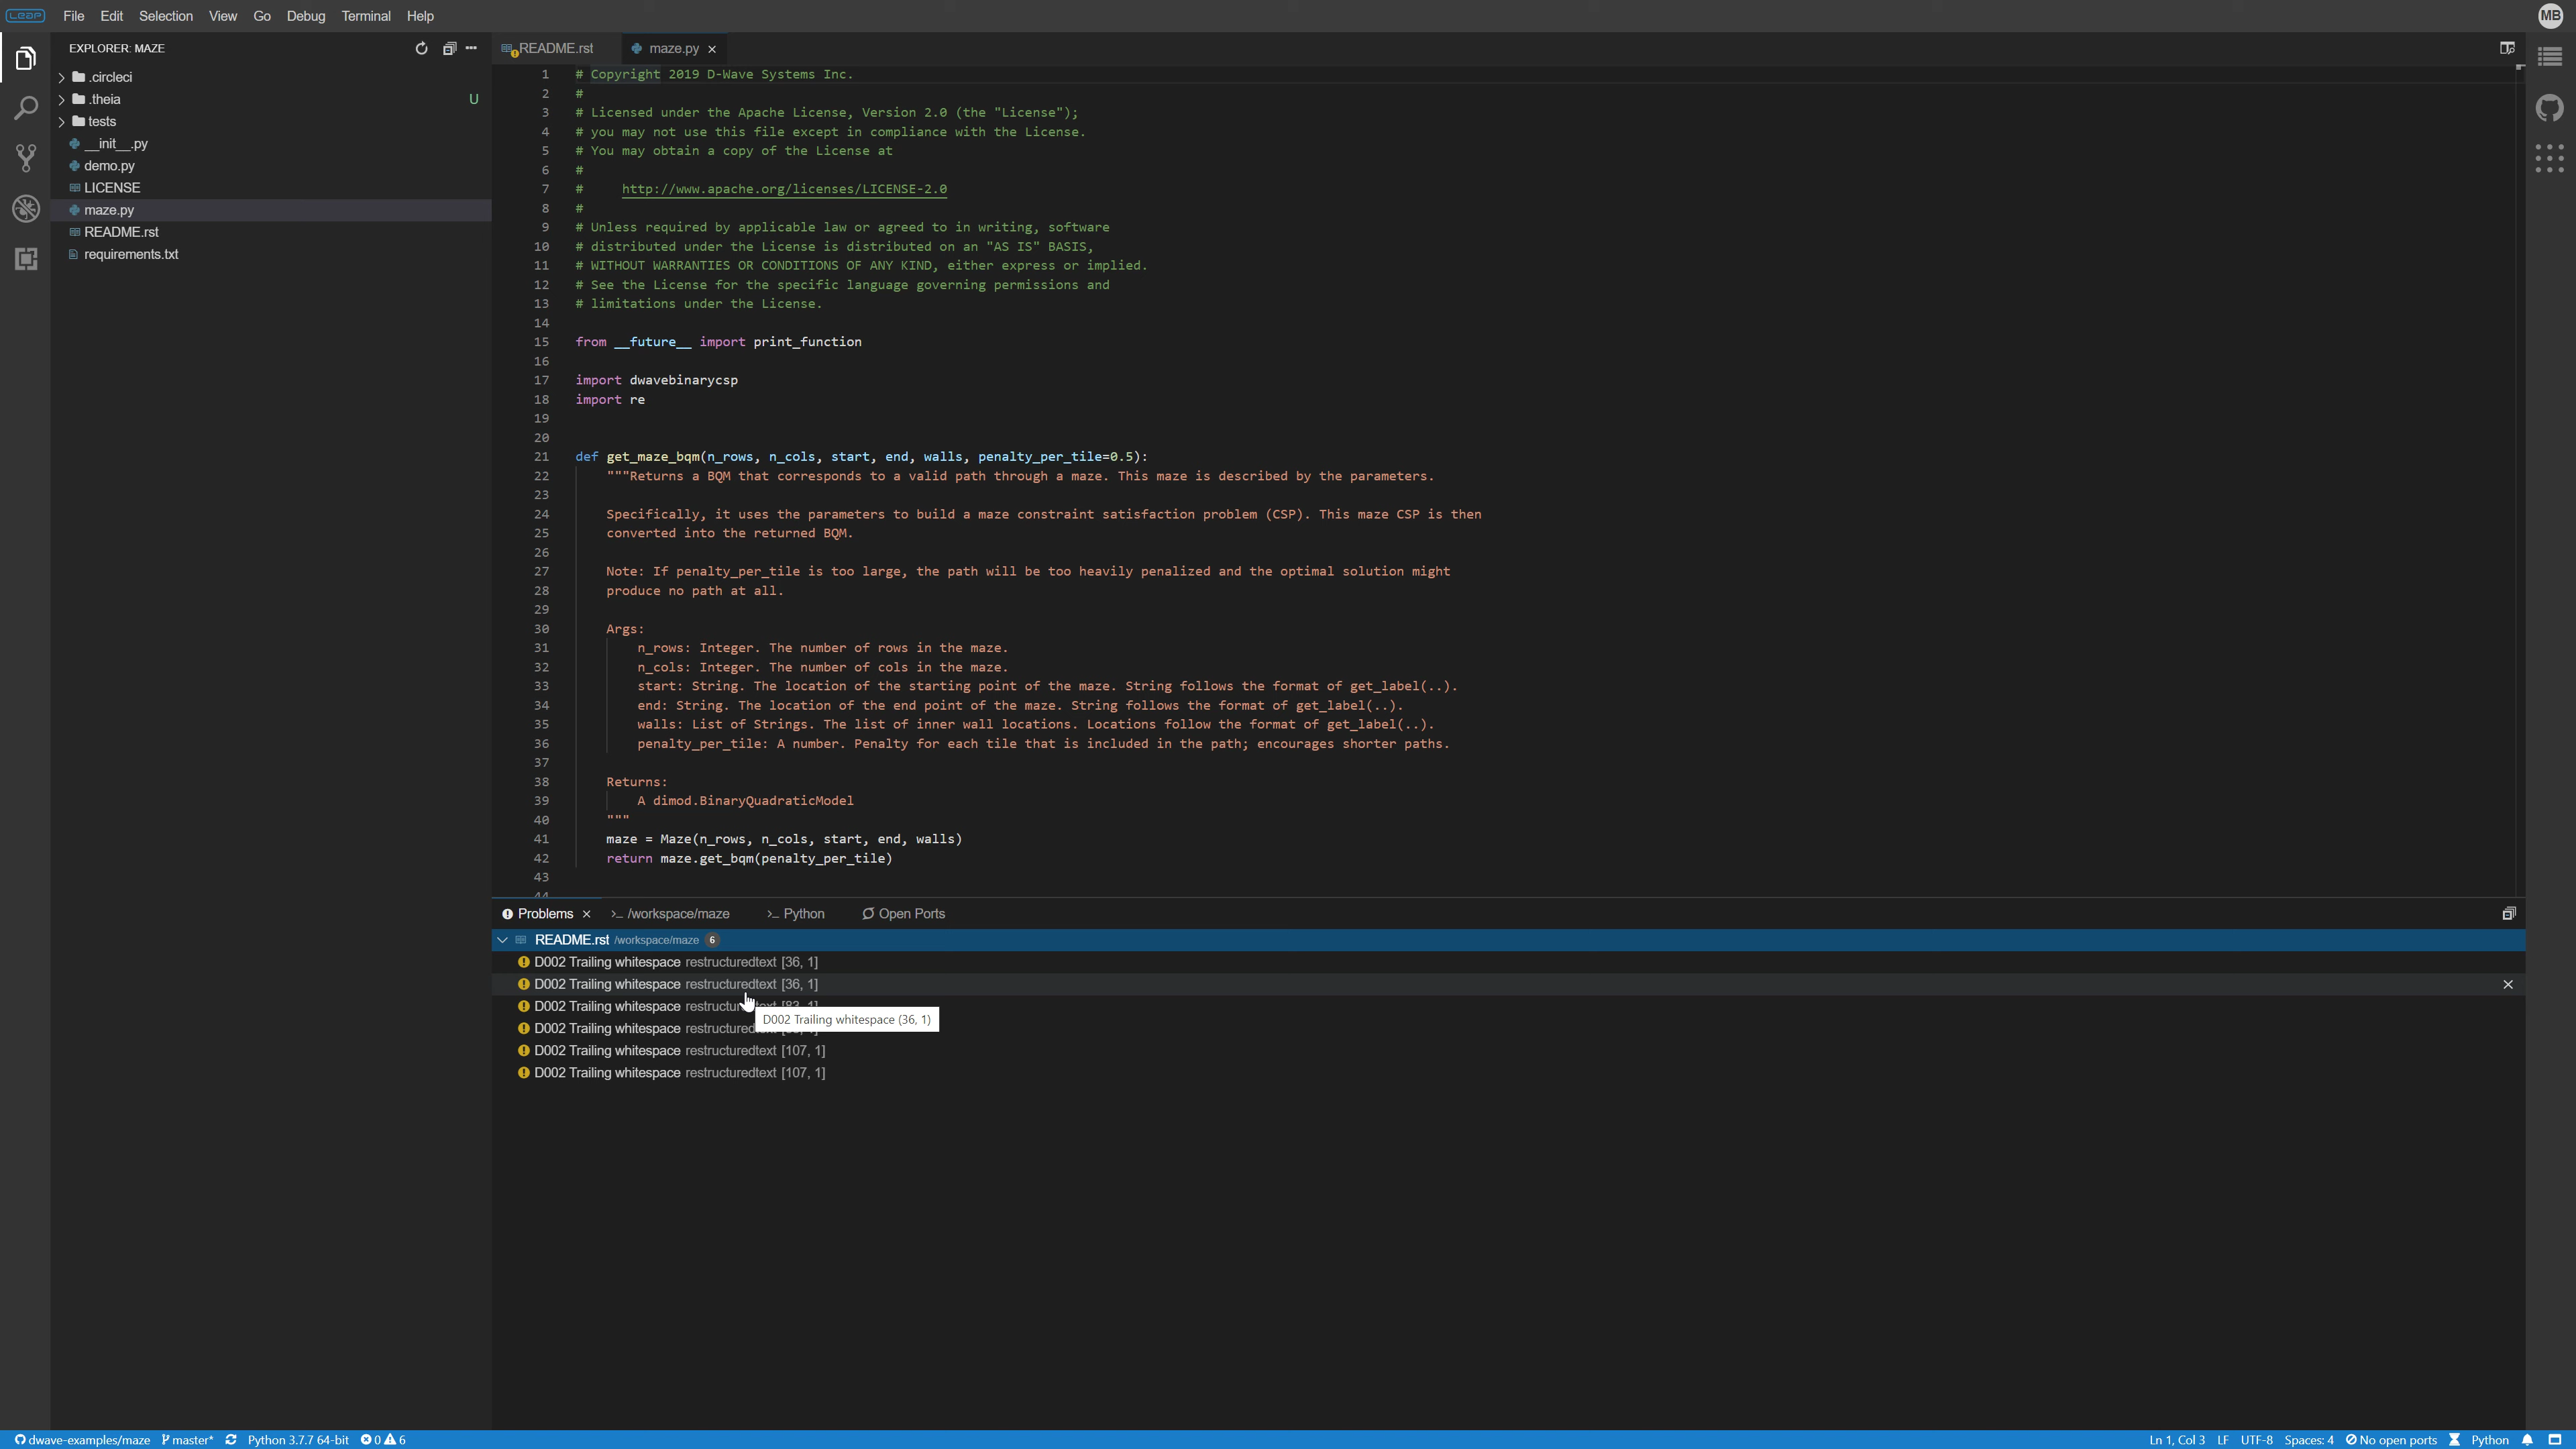 Leap File Edit Selection View Go Debug Terminal Help MB
EXPLORER: MAZE
.circleci
.theia U
tests
__init__.py
demo.py
LICENSE
maze.py
README.rst
requirements.txt
README.rst maze.py
1 # Copyright 2019 D-Wave Systems Inc.
2 #
3 # Licensed under the Apache License, Version 2.0 (the "License");
4 # you may not use this file except in compliance with the License.
5 # You may obtain a copy of the License at
6 #
7 # http://www.apache.org/licenses/LICENSE-2.0
8 #
9 # Unless required by applicable law or agreed to in writing, software
10 # distributed under the License is distributed on an "AS IS" BASIS,
11 # WITHOUT WARRANTIES OR CONDITIONS OF ANY KIND, either express or implied.
12 # See the License for the specific language governing permissions and
13 # limitations under the License.
14
15 from __future__ import print_function
16
17 import dwavebinarycsp
18 import re
19
20
21 def get_maze_bqm(n_rows, n_cols, start, end, walls, penalty_per_tile=0.5):
22 """Returns a BQM that corresponds to a valid path through a maze. This maze is described by the parameters.
23
24 Specifically, it uses the parameters to build a maze constraint satisfaction problem (CSP). This maze CSP is then
25 converted into the returned BQM.
26
27 Note: If penalty_per_tile is too large, the path will be too heavily penalized and the optimal solution might
28 produce no path at all.
29
30 Args:
31 n_rows: Integer. The number of rows in the maze.
32 n_cols: Integer. The number of cols in the maze.
33 start: String. The location of the starting point of the maze. String follows the format of get_label(..).
34 end: String. The location of the end point of the maze. String follows the format of get_label(..).
35 walls: List of Strings. The list of inner wall locations. Locations follow the format of get_label(..).
36 penalty_per_tile: A number. Penalty for each tile that is included in the path; encourages shorter paths.
37
38 Returns:
39 A dimod.BinaryQuadraticModel
40 """
41 maze = Maze(n_rows, n_cols, start, end, walls)
42 return maze.get_bqm(penalty_per_tile)
43
44
Problems >_ /workspace/maze >_ Python Open Ports
README.rst /workspace/maze 6
D002 Trailing whitespace restructuredtext [36, 1]
D002 Trailing whitespace restructuredtext [36, 1]
D002 Trailing whitespace
D002 Trailing whitespace
D002 Trailing whitespace (36, 1)
D002 Trailing whitespace restructuredtext [107, 1]
D002 Trailing whitespace restructuredtext [107, 1]
dwave-examples/maze master* Python 3.7.7 64-bit 0 6 Ln 1, Col 3 LF UTF-8 Spaces: 4 No open ports Python